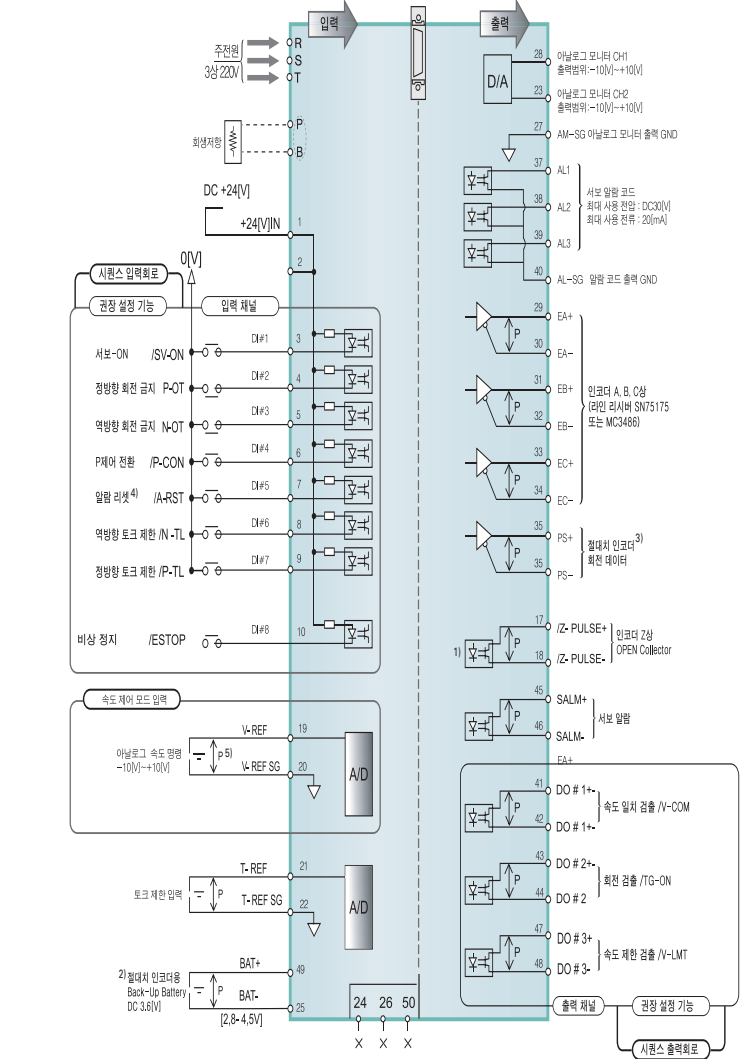 입력
출력
주전원
3상 220V
R
S
T
회생저항
P
B
DC +24[V]
+24[V]IN
1
2
0[V]
시퀀스 입력회로
권장 설정 기능
입력 채널
서보-ON /SV-ON DI#1 3
정방향 회전 금지 P-OT DI#2 4
역방향 회전 금지 N-OT DI#3 5
P제어 전환 /P-CON DI#4 6
알람 리셋4) /A-RST DI#5 7
역방향 토크 제한 /N -TL DI#6 8
정방향 토크 제한 /P-TL DI#7 9
비상 정지 /ESTOP DI#8 10
속도 제어 모드 입력
아날로그 속도 명령
-10[V]~+10[V]
V-REF 19
P 5)
V- REF SG 20
A/D
토크 제한 입력
T- REF 21
P
T- REF SG 22
A/D
2)절대치 인코더용
Back-Up Battery
DC 3.6[V]
BAT+ 49
P
BAT- 25
[2,8- 4,5V]
24 26 50
D/A
28 아날로그 모니터 CH1
출력범위:-10[V]~+10[V]
23 아날로그 모니터 CH2
출력범위:-10[V]~+10[V]
27 AM-SG 아날로그 모니터 출력 GND
37 AL1
38 AL2
39 AL3
서보 알람 코드
최대 사용 전압 : DC30[V]
최대 사용 전류 : 20[mA]
40 AL-SG 알람 코드 출력 GND
29 EA+
P
30 EA-
31 EB+
P
32 EB-
33 EC+
P
34 EC-
인코더 A, B, C상
(라인 리시버 SN75175
또는 MC3486)
35 PS+
P
35 PS-
절대치 인코더3)
회전 데이터
1)
17 /Z- PULSE+
P
18 /Z- PULSE-
인코더 Z상
OPEN Collector
45 SALM+
P
46 SALM-
서보 알람
EA+
41 DO # 1+-
P
42 DO # 1+-
속도 일치 검출 /V-COM
43 DO # 2+-
P
44 DO # 2
회전 검출 /TG-ON
47 DO # 3+
P
48 DO # 3-
속도 제한 검출 /V-LMT
출력 채널
권장 설정 기능
시퀀스 출력회로